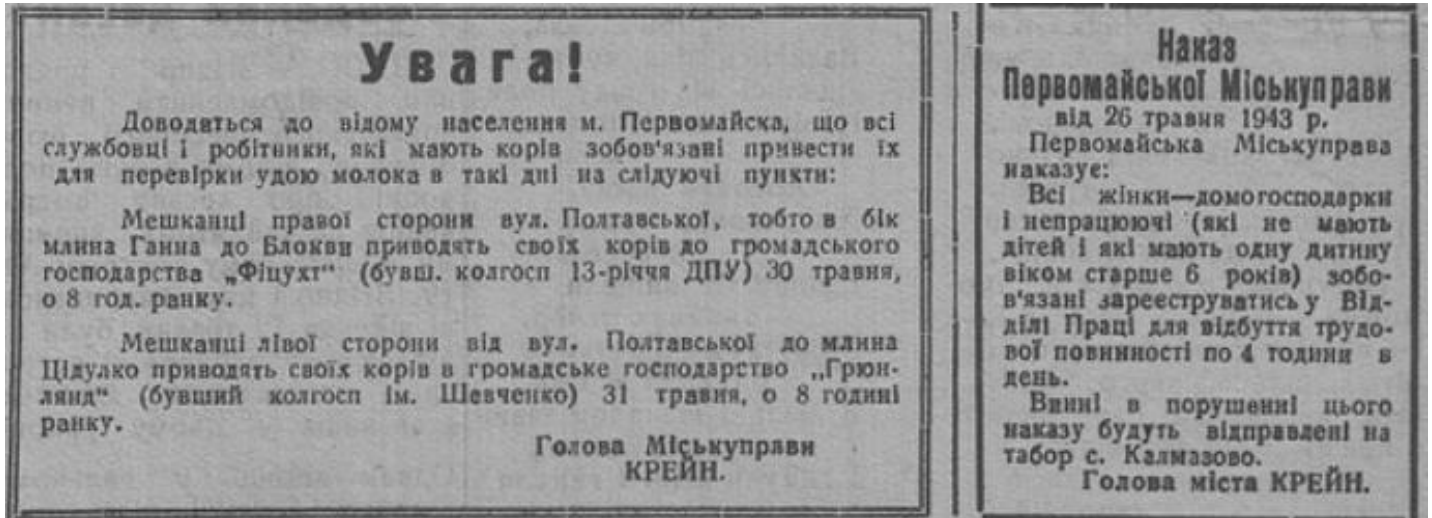 Увага!
Доводиться до відому населення м. Первомайска, що всі
службовці і робітники, які мають корів зобов'язані привести їх
для перевірки удою молока в такі дні на слідуючі пункти:
Мешканці правої сторони вул. Полтавської, тобто в бік
млина Ганна до Блокви приводять своїх корів до громадського
господарства „Фіцухт“ (бувш. колгосп 13-річчя ДПУ) 30 травня,
о 8 год. ранку.
Мешканці лівої сторони від вул. Полтавської до млина
Цідулко приводять своїх корів в громадське господарство „Грюн-
лянд“ (бувший колгосп ім. Шевченко) 31 травня, о 8 годині
ранку.
Голова Міськуправи
КРЕЙН.
Наказ
Первомайської Міськуправи
від 26 травня 1943 р.
Первомайська Міськуправа
наказує:
Всі жінки—домогосподарки
і непрацюючі (які не мають
дітей і які мають одну дитину
віком старше 6 років) зобо-
в'язані зареєструватись у Від-
ділі Праці для відбуття трудо-
вої повинності по 4 години в
день.
Винні в порушенні цього
наказу будуть відправлені на
табор с. Калмазово.
Голова міста КРЕЙН.